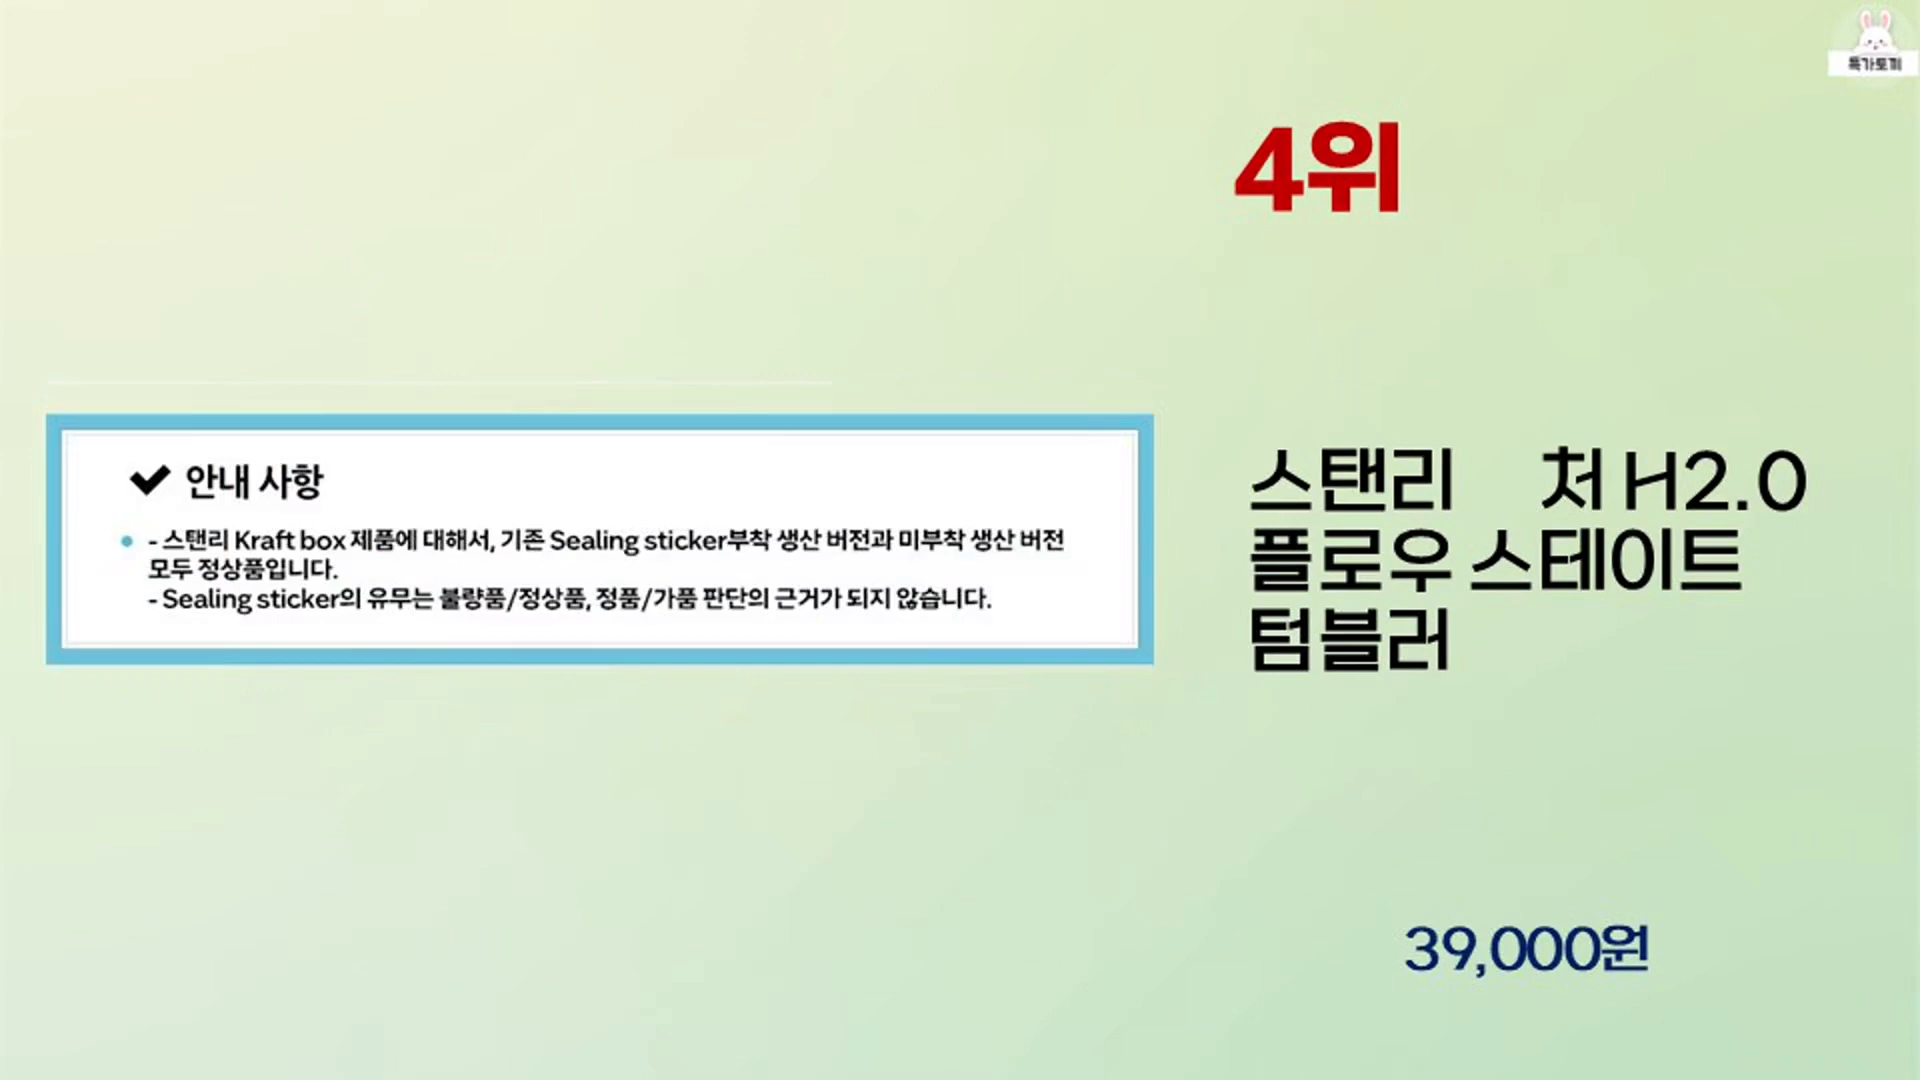 특가토끼
4위
✔ 안내 사항
- 스탠리 Kraft box 제품에 대해서, 기존 Sealing sticker부착 생산 버전과 미부착 생산 버전
모두 정상품입니다.
- Sealing sticker의 유무는 불량품/정상품, 정품/가품 판단의 근거가 되지 않습니다.
스탠리 처 H2.0
플로우 스테이트
텀블러
39,000원